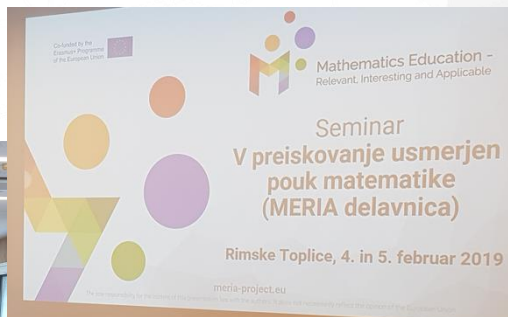 Co-funded by the
Erasmus+ Programme
of the European Union
Mathematics Education -
Relevant, Interesting and Applicable
Seminar
V preiskovanje usmerjen
pouk matematike
(MERIA delavnica)
Rimske Toplice, 4. in 5. februar 2019
meria-project.eu